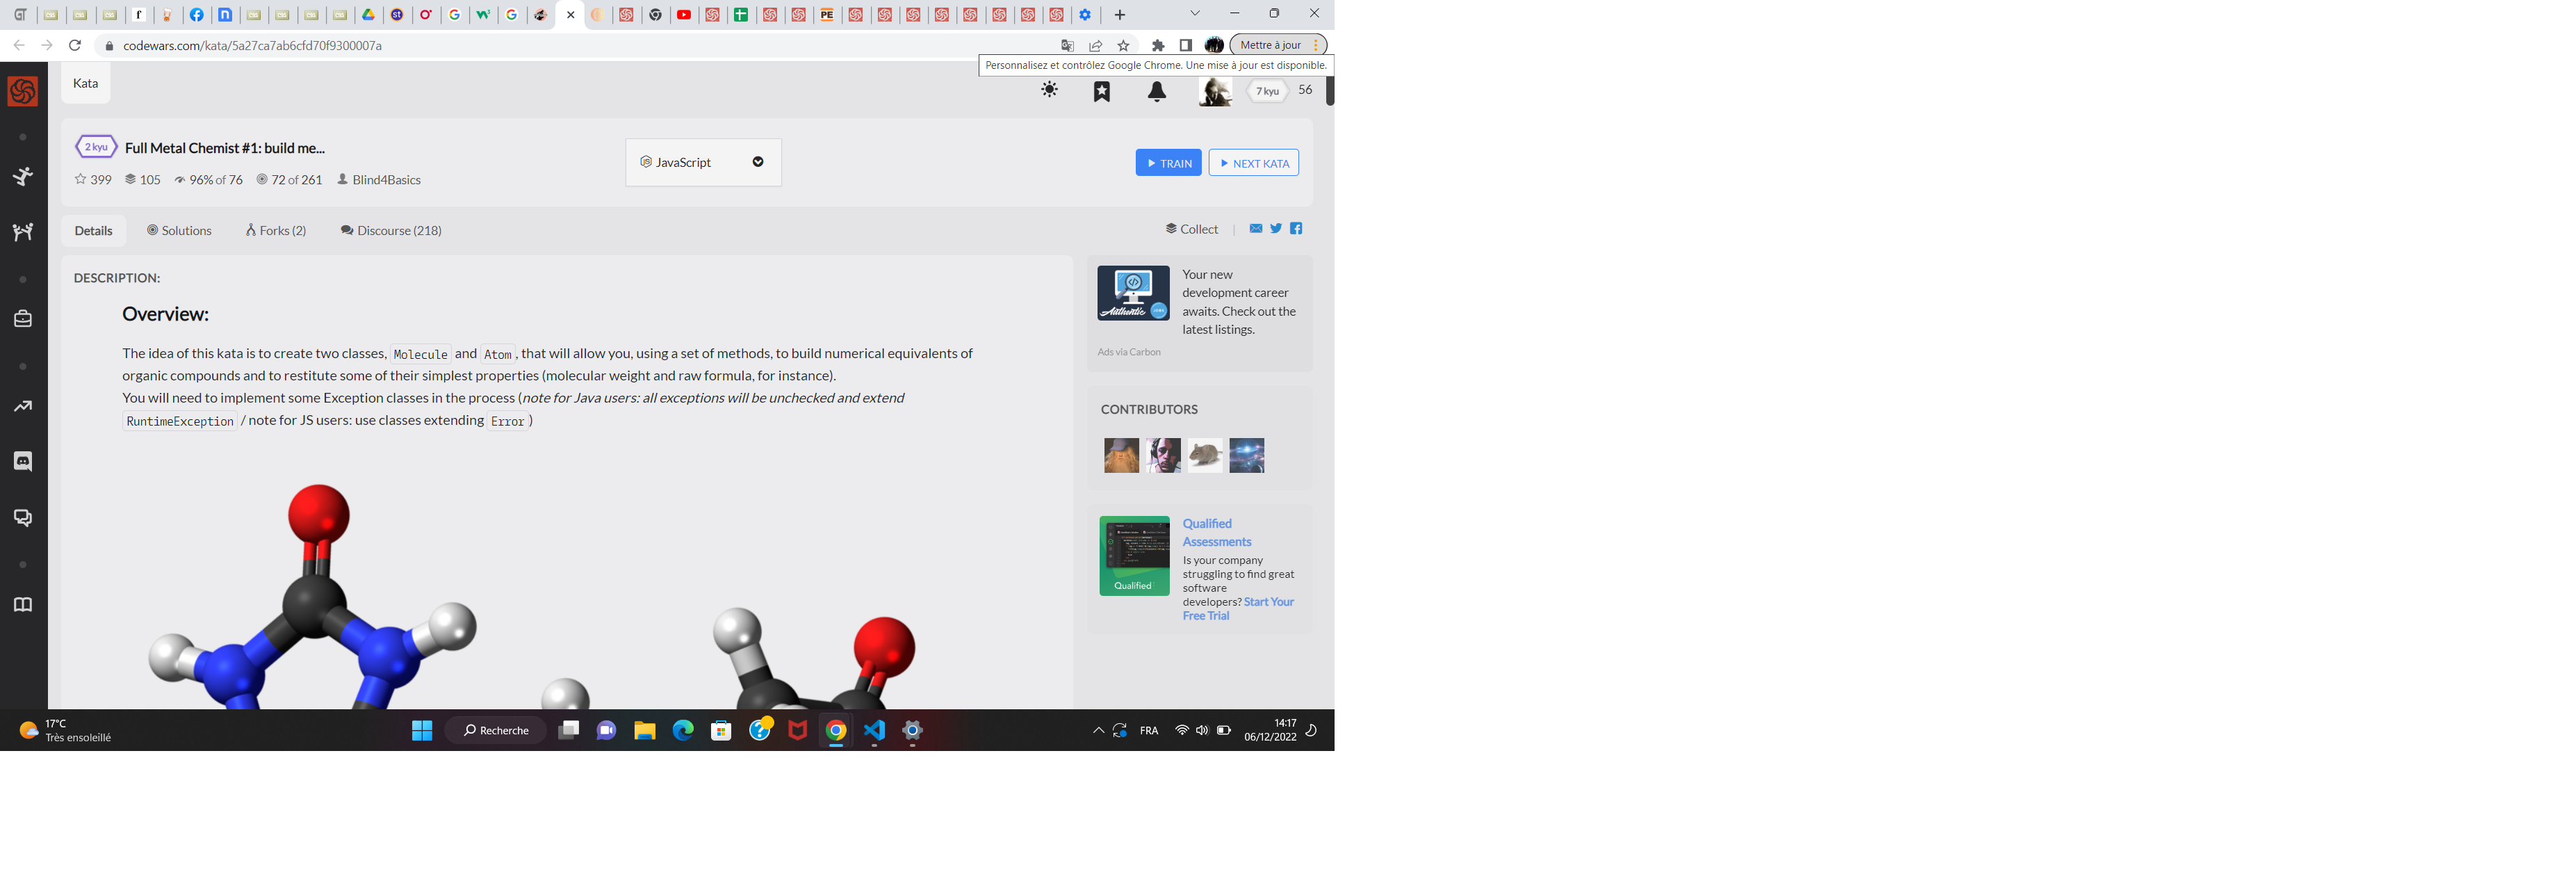 codewars.com/kata/5a27ca7ab6cfd70f9300007a
Mettre à jour
Personnalisez et contrôlez Google Chrome. Une mise à jour est disponible.
Kata
7 kyu
56
2 kyu
Full Metal Chemist #1: build me...
JavaScript
TRAIN
NEXT KATA
399
105
96% of 76
72 of 261
Blind4Basics
Details
Solutions
Forks (2)
Discourse (218)
Collect
DESCRIPTION:
Overview:
The idea of this kata is to create two classes, Molecule and Atom, that will allow you, using a set of methods, to build numerical equivalents of
organic compounds and to restitute some of their simplest properties (molecular weight and raw formula, for instance).
You will need to implement some Exception classes in the process (note for Java users: all exceptions will be unchecked and extend
RuntimeException / note for JS users: use classes extending Error)
Authentic
Your new
development career
awaits. Check out the
latest listings.
Ads via Carbon
CONTRIBUTORS
Qualified
Qualified
Assessments
Is your company
struggling to find great
software
developers? Start Your
Free Trial
17°C
Très ensoleillé
Recherche
FRA
14:17
06/12/2022